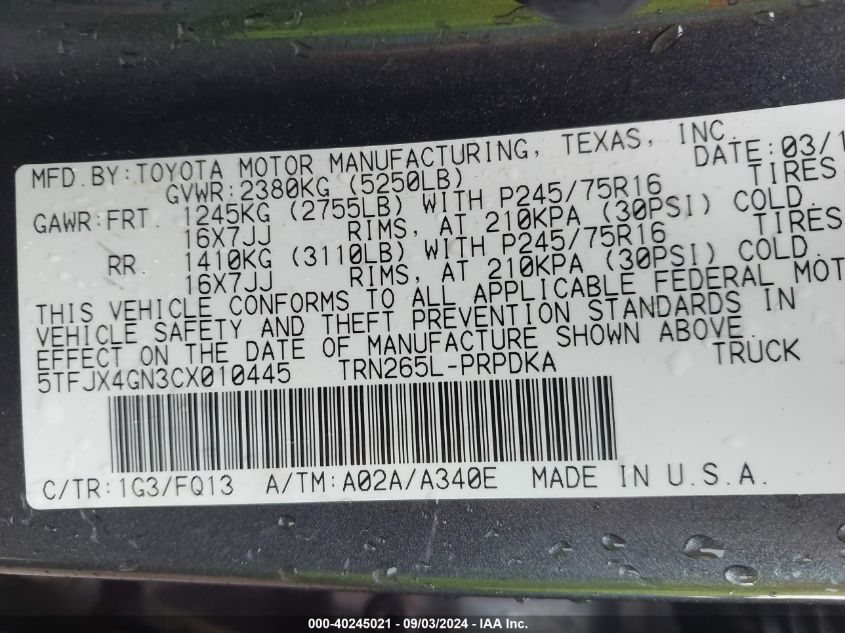 MFD.BY:TOYOTA MOTOR MANUFACTURING, TEXAS, INC.
GVWR:2380KG (5250LB) DATE:03/1
GAWR:FRT. 1245KG (2755LB) WITH P245/75R16 TIRES
16X7JJ RIMS, AT 210KPA (30PSI) COLD.
RR 1410KG (3110LB) WITH P245/75R16 TIRES
16X7JJ RIMS, AT 210KPA (30PSI) COLD.
THIS VEHICLE CONFORMS TO ALL APPLICABLE FEDERAL MOT
VEHICLE SAFETY AND THEFT PREVENTION STANDARDS IN
EFFECT ON THE DATE OF MANUFACTURE SHOWN ABOVE.
5TFJX4GN3CX010445 TRN265L-PRPDKA TRUCK
C/TR:1G3/FQ13 A/TM:A02A/A340E MADE IN U.S.A.
000-40245021 - 09/03/2024 - IAA Inc.